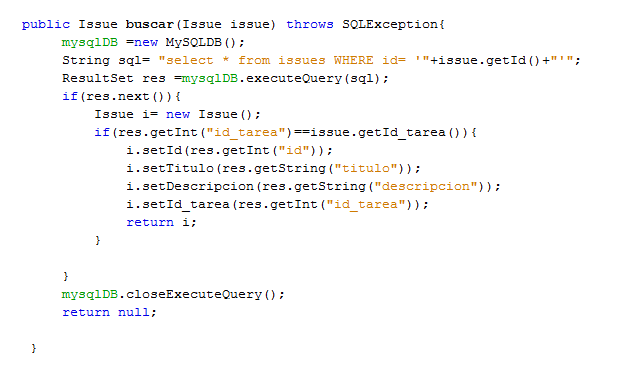 public Issue buscar(Issue issue) throws SQLException{
mysqlDB =new MySQLDB();
String sql= "select * from issues WHERE id= '"+issue.getId()+"'";
ResultSet res =mysqlDB.executeQuery(sql);
if(res.next()){
Issue i= new Issue();
if(res.getInt("id_tarea")==issue.getId_tarea()){
i.setId(res.getInt("id"));
i.setTitulo(res.getString("titulo"));
i.setDescripcion(res.getString("descripcion"));
i.setId_tarea(res.getInt("id_tarea"));
return i;
}
}
mysqlDB.closeExecuteQuery();
return null;
}